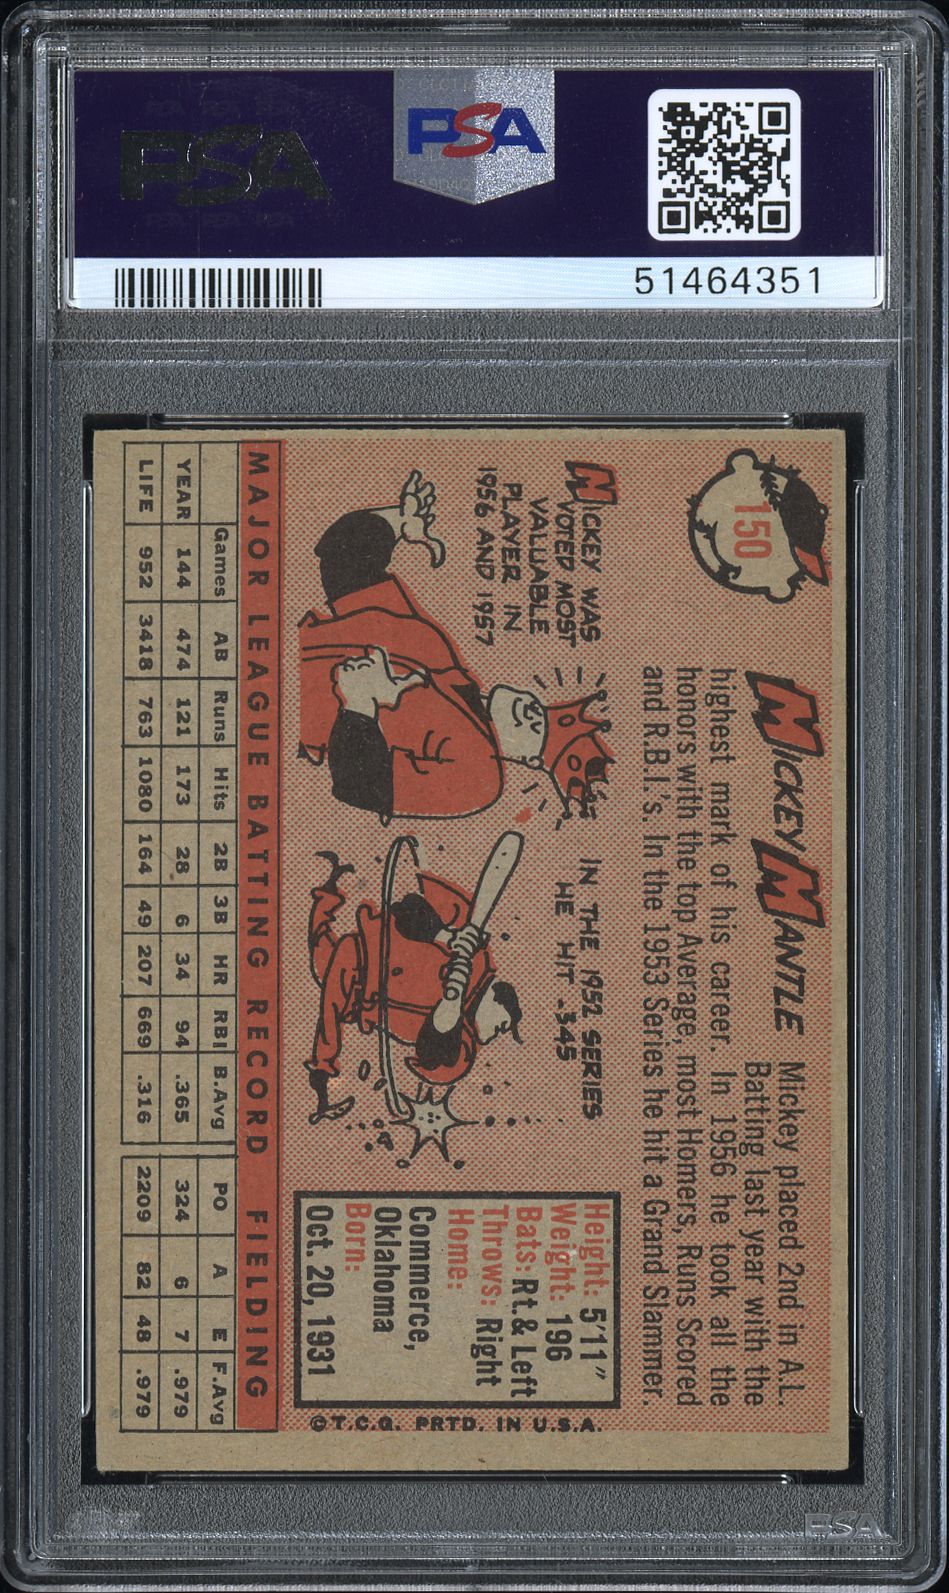 PSA
PSA
51464351
150
MICKEY MANTLE
Mickey placed 2nd in A.L.
Batting last year with the
highest mark of his career. In 1956 he took all the
honors with the top Average, most Homers, Runs Scored
and R.B.I.'s. In the 1953 Series he hit a Grand Slammer.
MICKEY WAS
VOTED MOST
VALUABLE
PLAYER IN
1956 AND 1957
IN THE 1952 SERIES
HE HIT .345
Height: 5'11"
Weight: 196
Bats: Rt. & Left
Throws: Right
Home:
Commerce,
Oklahoma
Born:
Oct. 20, 1931
©T.C.G. PRTD. IN U.S.A.
MAJOR LEAGUE BATTING RECORD FIELDING
Games AB Runs Hits 2B 3B HR RBI B.Avg PO A E F.Avg
YEAR 144 474 121 173 28 6 34 94 .365 324 6 7 .979
LIFE 952 3418 763 1080 164 49 207 669 .316 2209 82 48 .979
PSA